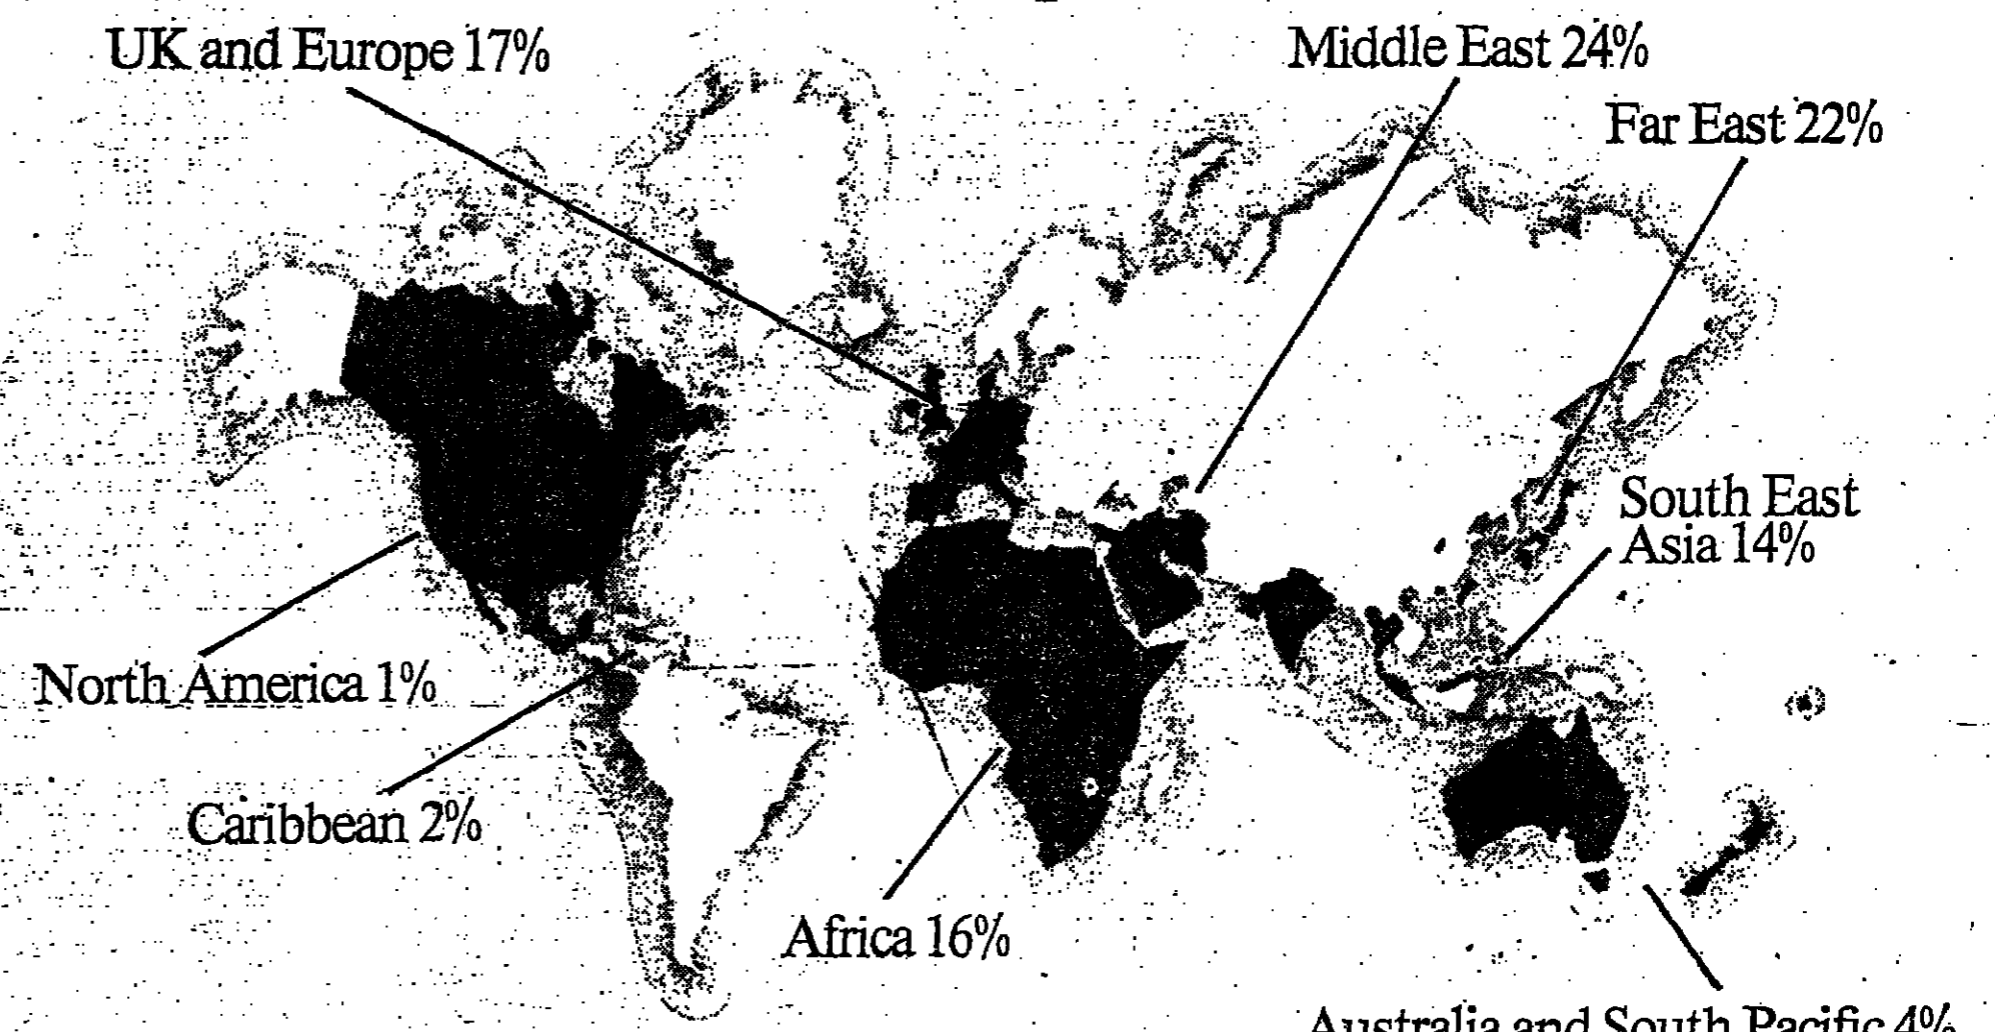 UK and Europe 17%
Middle East 24%
Far East 22%
South East
Asia 14%
North America 1%
Caribbean 2%
Africa 16%
Australia and South Pacific 4%